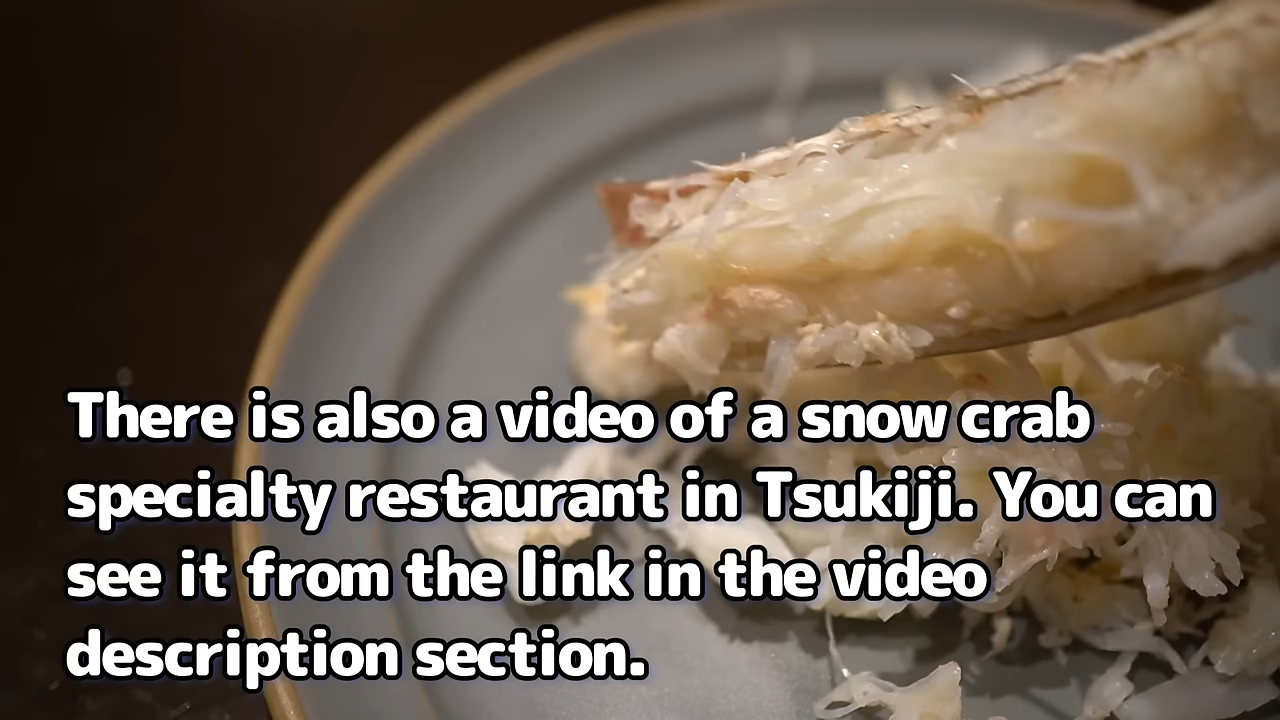 There is also a video of a snow crab
specialty restaurant in Tsukiji. You can
see it from the link in the video
description section.